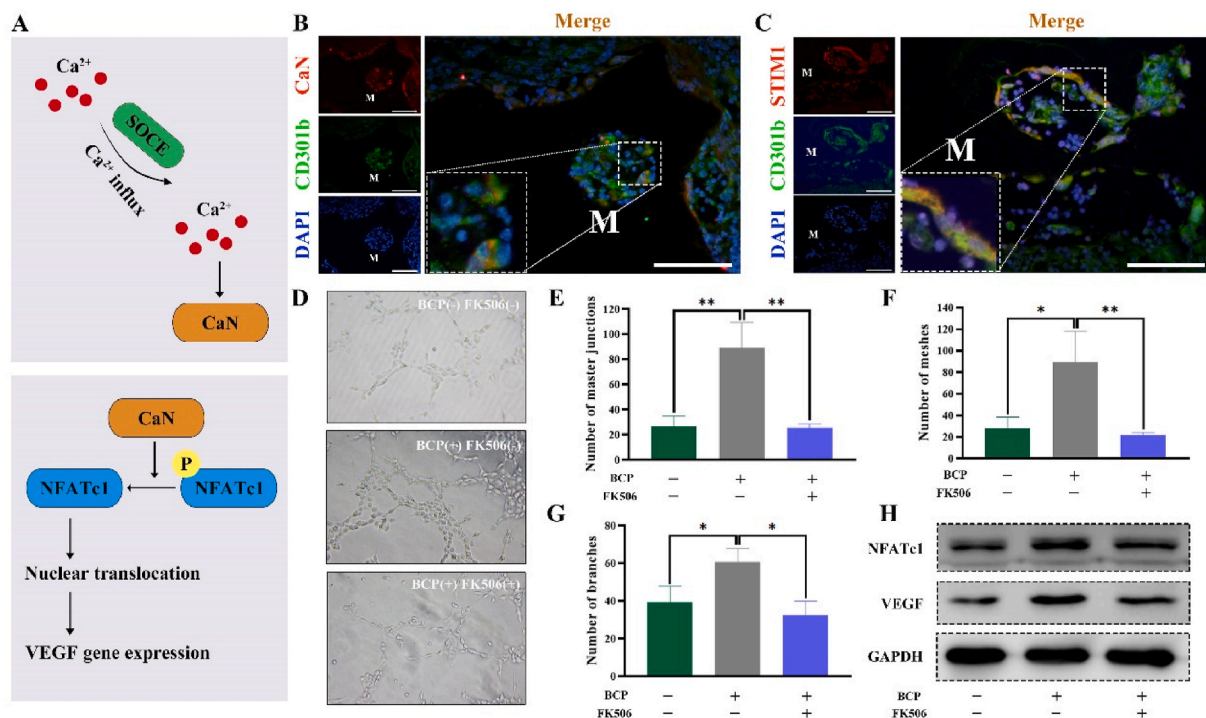 A
Ca²⁺
SOCE
Ca²⁺ influx
Ca²⁺
CaN
CaN
P
NFATc1
NFATc1
Nuclear translocation
VEGF gene expression
B
Merge
CaN
CD301b
DAPI
M
M
M
M
C
Merge
STIM1
CD301b
DAPI
M
M
M
M
D
BCP(-) FK506(-)
BCP(+) FK506(-)
BCP(+) FK506(+)
E
Number of master junctions
120
100
80
60
40
20
0
** **
BCP − + +
FK506 − − +
F
Number of meshes
140
120
100
80
60
40
20
0
* **
BCP − + +
FK506 − − +
G
Number of branches
80
60
40
20
0
* *
BCP − + +
FK506 − − +
H
NFATc1
VEGF
GAPDH
BCP − + +
FK506 − − +